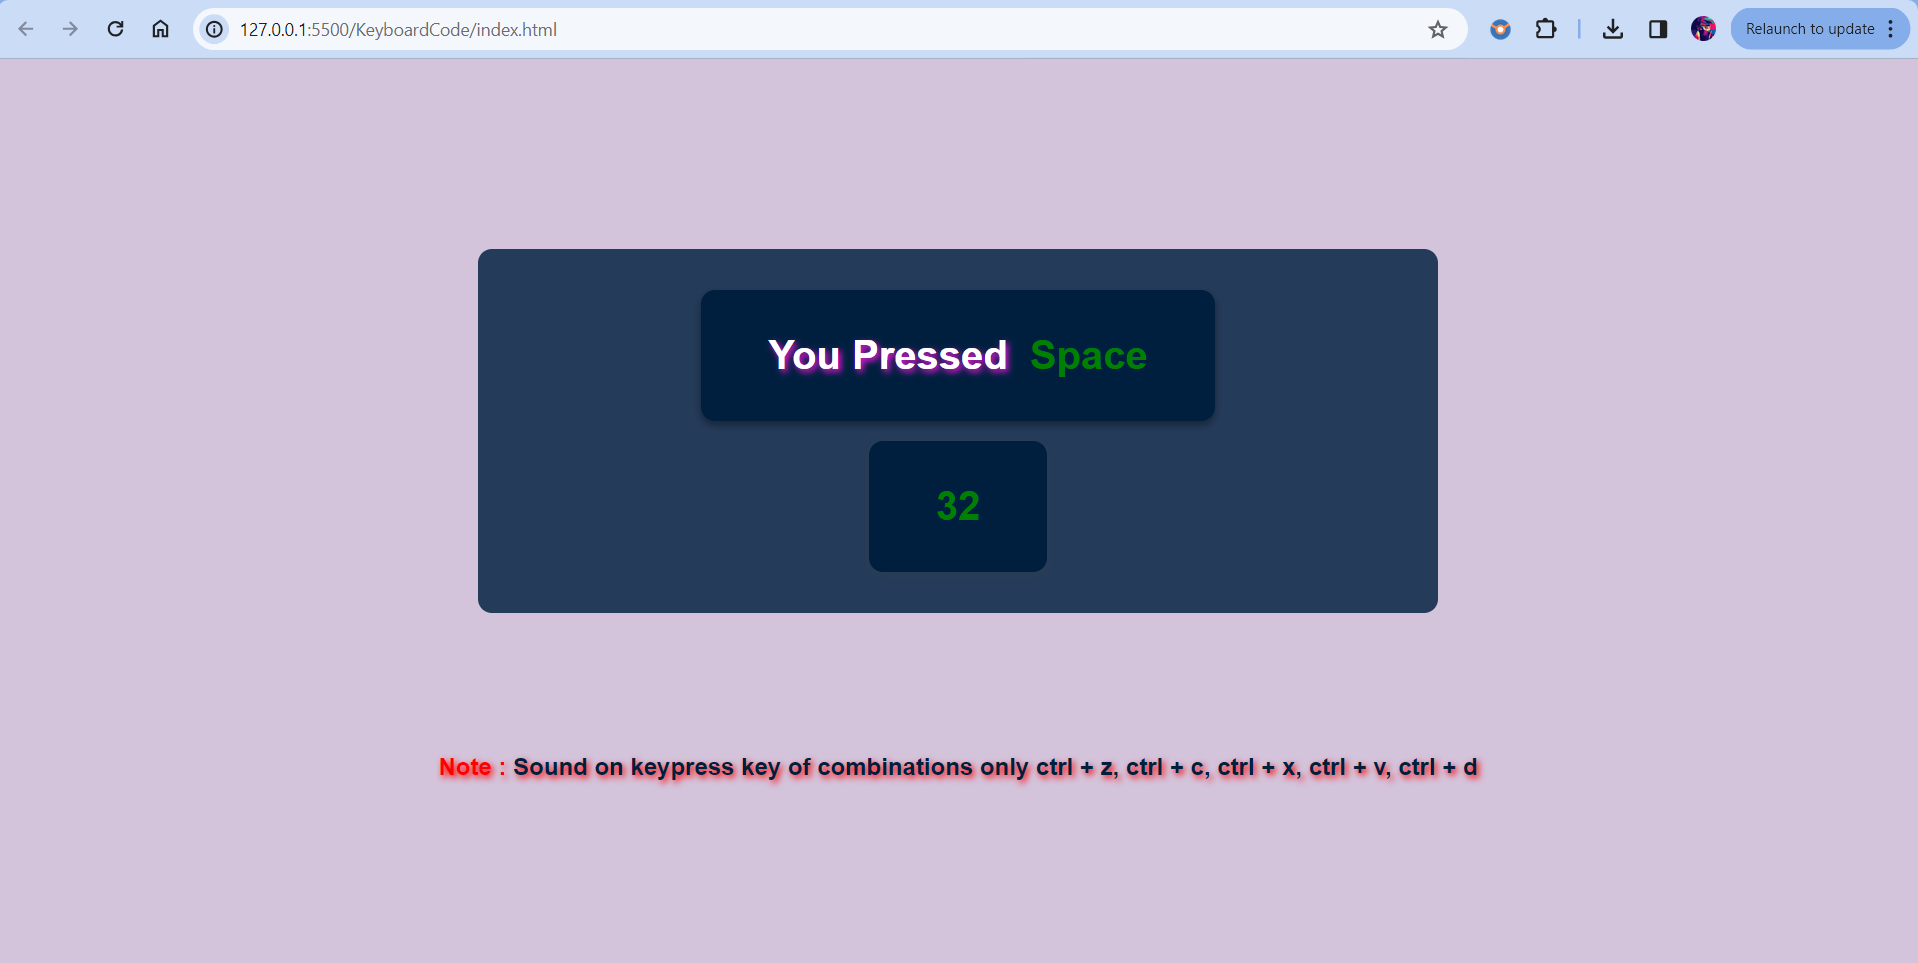 127.0.0.1:5500/KeyboardCode/index.html
Relaunch to update
You Pressed Space
32
Note : Sound on keypress key of combinations only ctrl + z, ctrl + c, ctrl + x, ctrl + v, ctrl + d